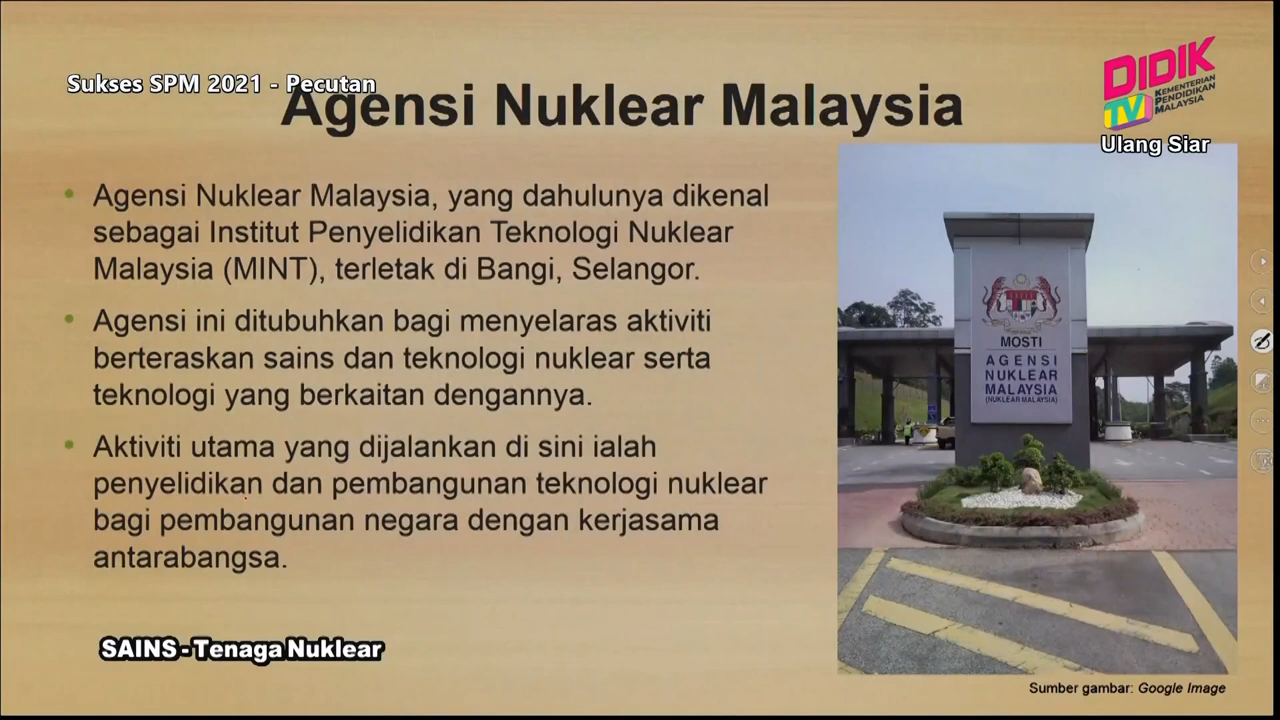 Sukses SPM 2021 - Pecutan
Agensi Nuklear Malaysia
DIDIK
TV
KEMENTERIAN
PENDIDIKAN
MALAYSIA
Ulang Siar
• Agensi Nuklear Malaysia, yang dahulunya dikenal
sebagai Institut Penyelidikan Teknologi Nuklear
Malaysia (MINT), terletak di Bangi, Selangor.
• Agensi ini ditubuhkan bagi menyelaras aktiviti
berteraskan sains dan teknologi nuklear serta
teknologi yang berkaitan dengannya.
• Aktiviti utama yang dijalankan di sini ialah
penyelidikan dan pembangunan teknologi nuklear
bagi pembangunan negara dengan kerjasama
antarabangsa.
MOSTI
AGENSI
NUKLEAR
MALAYSIA
(NUKLEAR MALAYSIA)
SAINS - Tenaga Nuklear
Sumber gambar: Google Image